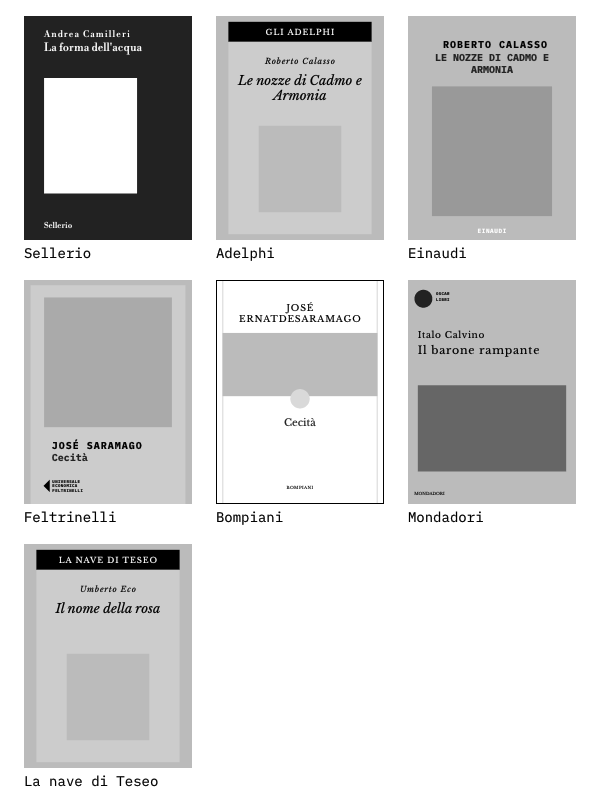 Andrea Camilleri
La forma dell'acqua
Sellerio
Sellerio
GLI ADELPHI
Roberto Calasso
Le nozze di Cadmo e
Armonia
Adelphi
ROBERTO CALASSO
LE NOZZE DI CADMO E
ARMONIA
EINAUDI
Einaudi
JOSÉ SARAMAGO
Cecità
UNIVERSALE
ECONOMICA
FELTRINELLI
Feltrinelli
JOSÉ
ERNATDESARAMAGO
Cecità
BOMPIANI
Bompiani
OSCAR
LIBRI
Italo Calvino
Il barone rampante
MONDADORI
Mondadori
LA NAVE DI TESEO
Umberto Eco
Il nome della rosa
La nave di Teseo